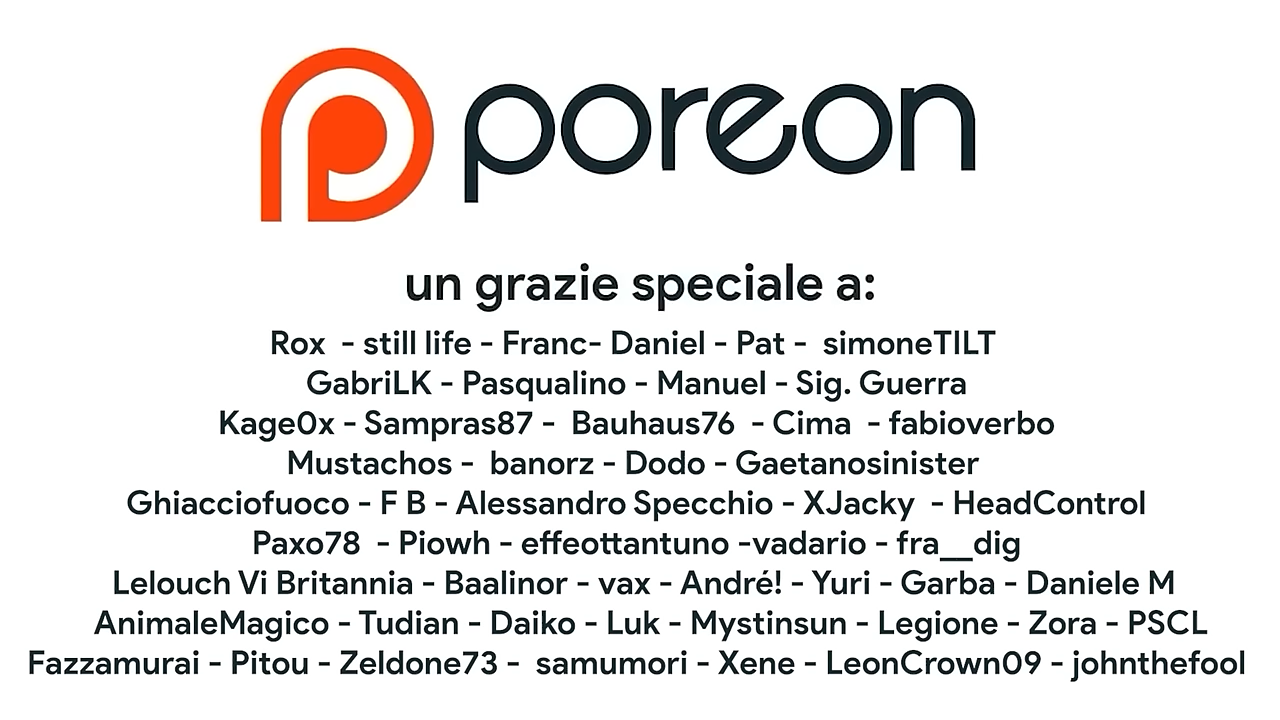 poreon
un grazie speciale a:
Rox - still life - Franc- Daniel - Pat - simoneTILT
GabriLK - Pasqualino - Manuel - Sig. Guerra
Kage0x - Sampras87 - Bauhaus76 - Cima - fabioverbo
Mustachos - banorz - Dodo - Gaetanosinister
Ghiacciofuoco - F B - Alessandro Specchio - XJacky - HeadControl
Paxo78 - Piowh - effeottantuno -vadario - fra__dig
Lelouch Vi Britannia - Baalinor - vax - André! - Yuri - Garba - Daniele M
AnimaleMagico - Tudian - Daiko - Luk - Mystinsun - Legione - Zora - PSCL
Fazzamurai - Pitou - Zeldone73 - samumori - Xene - LeonCrown09 - johnthefool